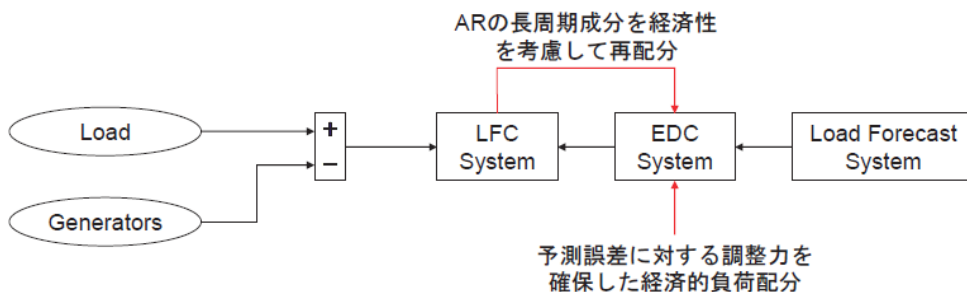 ARの長周期成分を経済性
を考慮して再配分
Load
+
LFC
System
EDC
System
Load Forecast
System
−
Generators
予測誤差に対する調整力を
確保した経済的負荷配分